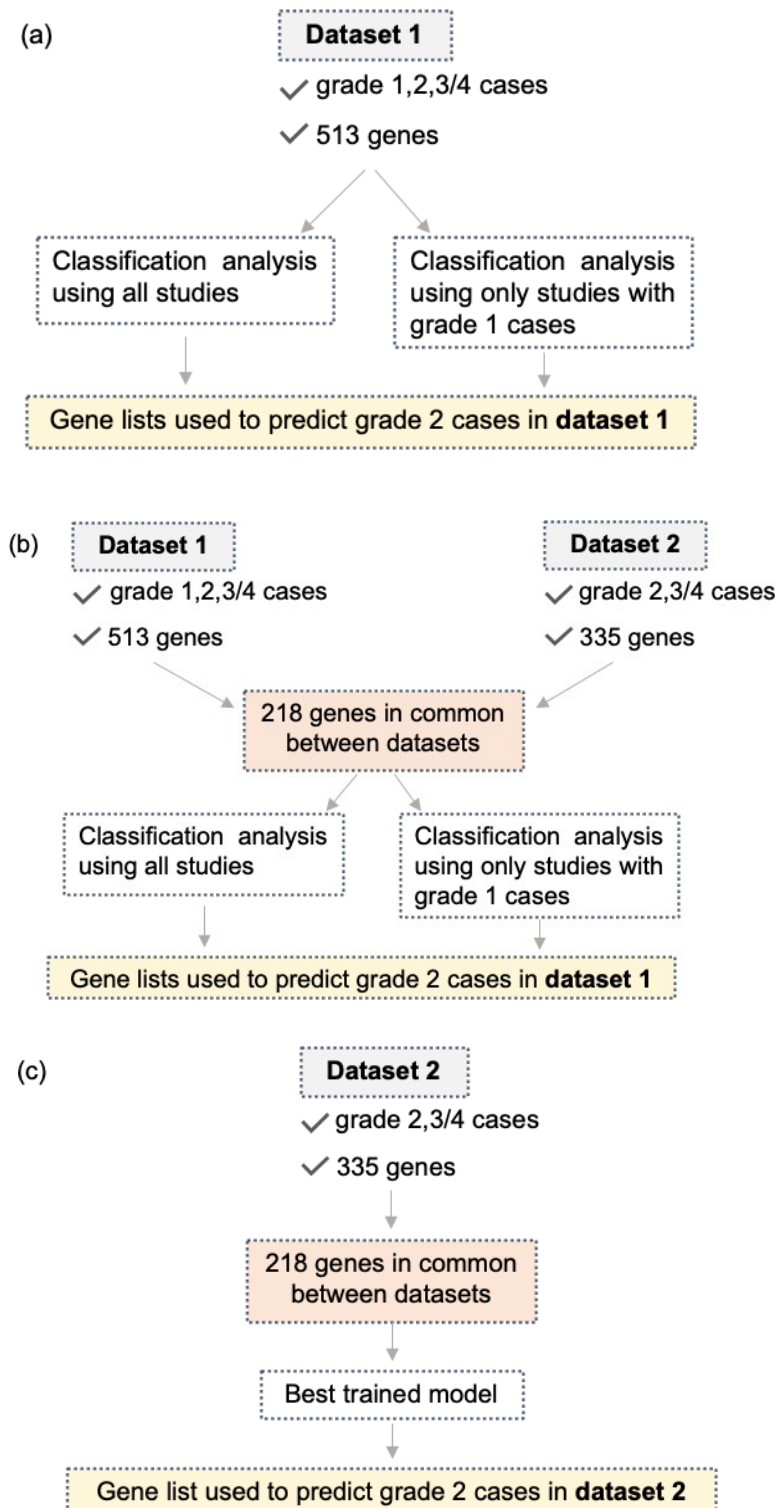 (a)
Dataset 1
grade 1,2,3/4 cases
513 genes
Classification analysis
using all studies
Classification analysis
using only studies with
grade 1 cases
Gene lists used to predict grade 2 cases in dataset 1
(b)
Dataset 1
grade 1,2,3/4 cases
513 genes
Dataset 2
grade 2,3/4 cases
335 genes
218 genes in common
between datasets
Classification analysis
using all studies
Classification analysis
using only studies with
grade 1 cases
Gene lists used to predict grade 2 cases in dataset 1
(c)
Dataset 2
grade 2,3/4 cases
335 genes
218 genes in common
between datasets
Best trained model
Gene list used to predict grade 2 cases in dataset 2